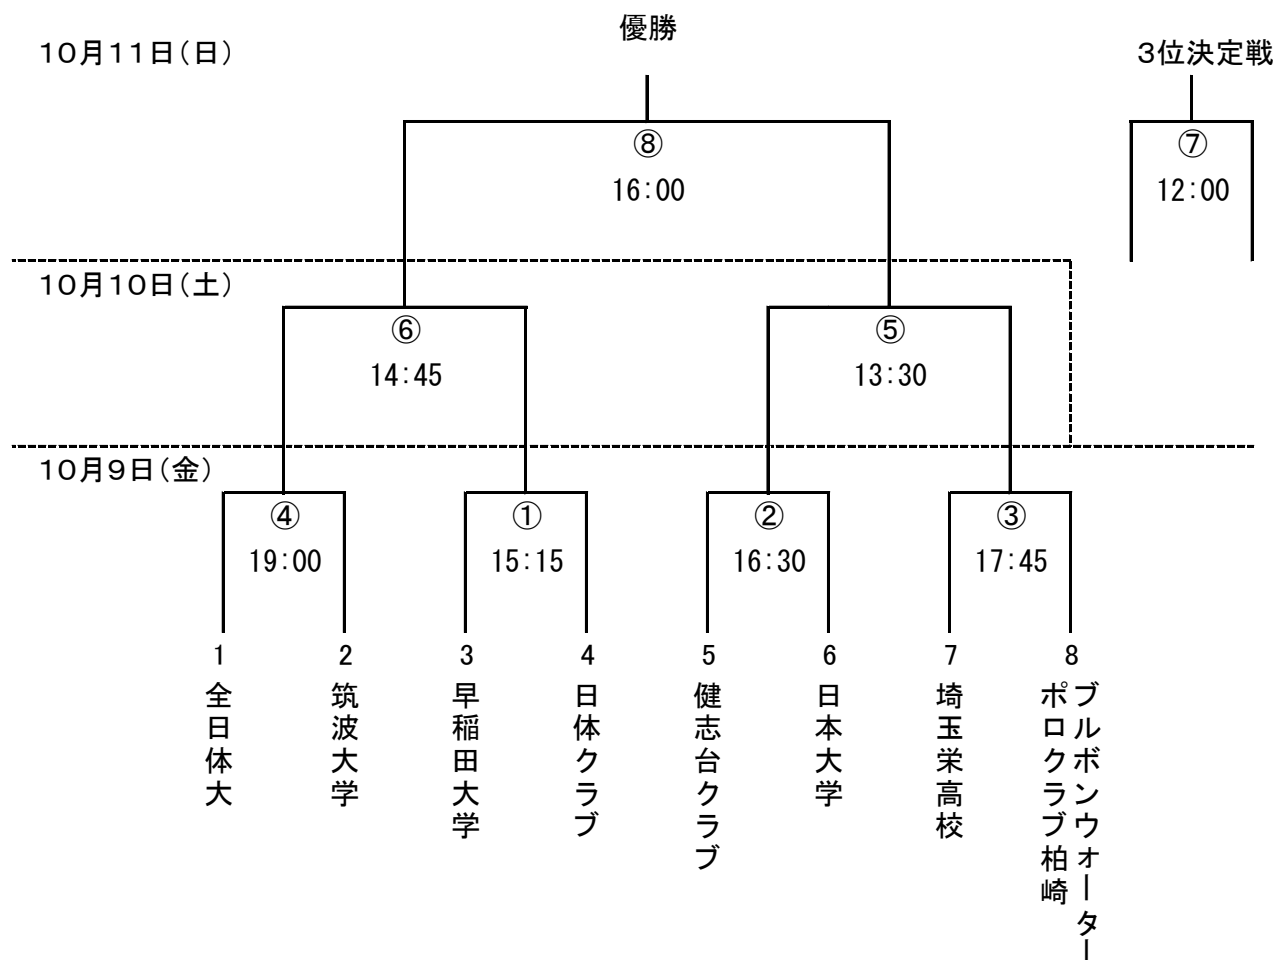 優勝
10月11日(日)
3位決定戦
⑧
⑦
16:00
12:00
10月10日(土)
⑥
⑤
14:45
13:30
10月9日(金)
④
①
②
③
19:00
15:15
16:30
17:45
1
2
3
4
5
6
7
8
全日体大
筑波大学
早稲田大学
日体クラブ
健志台クラブ
日本大学
埼玉栄高校
ブルボンウォーター
ポロクラブ柏崎